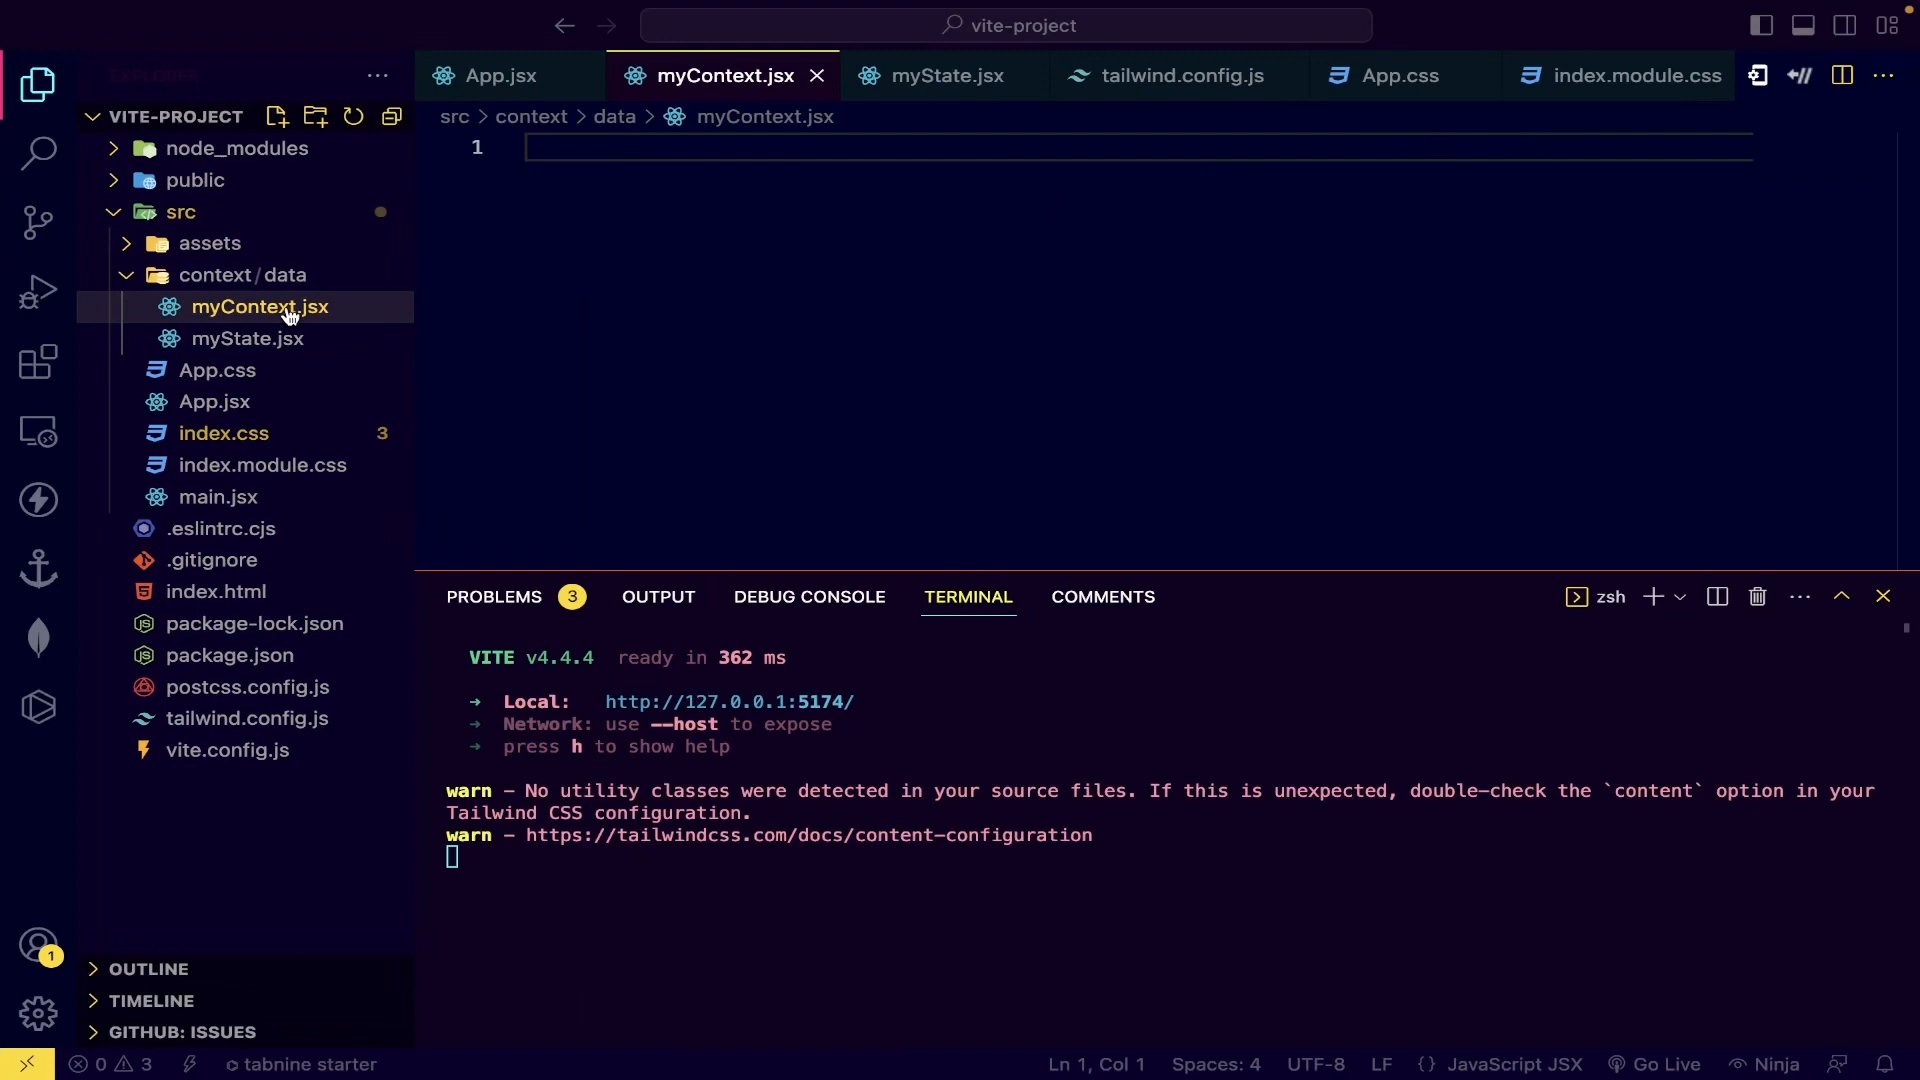 vite-project
EXPLORER
App.jsx
myContext.jsx
myState.jsx
tailwind.config.js
App.css
index.module.css
VITE-PROJECT
src > context > data > myContext.jsx
1
node_modules
public
src
assets
context/data
myContext.jsx
myState.jsx
App.css
App.jsx
index.css 3
index.module.css
main.jsx
.eslintrc.cjs
.gitignore
index.html
package-lock.json
package.json
postcss.config.js
tailwind.config.js
vite.config.js
OUTLINE
TIMELINE
GITHUB: ISSUES
PROBLEMS 3 OUTPUT DEBUG CONSOLE TERMINAL COMMENTS zsh
VITE v4.4.4 ready in 362 ms
➜ Local: http://127.0.0.1:5174/
➜ Network: use --host to expose
➜ press h to show help
warn - No utility classes were detected in your source files. If this is unexpected, double-check the `content` option in your
Tailwind CSS configuration.
warn - https://tailwindcss.com/docs/content-configuration
1
0 3 tabnine starter Ln 1, Col 1 Spaces: 4 UTF-8 LF {} JavaScript JSX Go Live Ninja